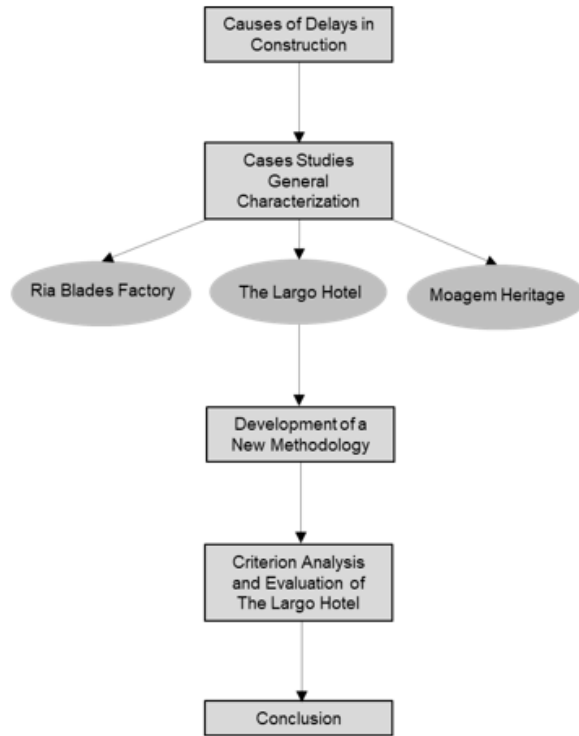 Causes of Delays in
Construction
Cases Studies
General
Characterization
Ria Blades Factory
The Largo Hotel
Moagem Heritage
Development of a
New Methodology
Criterion Analysis
and Evaluation of
The Largo Hotel
Conclusion